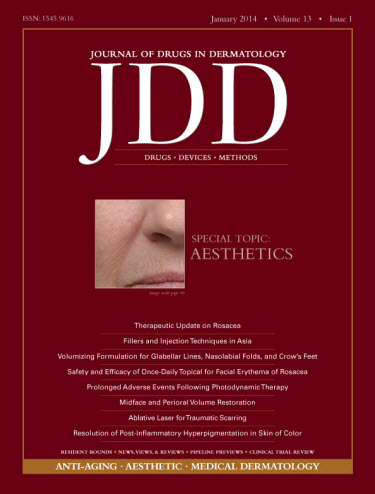 ISSN: 1545 9616
January 2014 • Volume 13 • Issue 1
JOURNAL OF DRUGS IN DERMATOLOGY
JDD
DRUGS • DEVICES • METHODS
SPECIAL TOPIC:
AESTHETICS
Therapeutic Update on Rosacea
Fillers and Injection Techniques in Asia
Volumizing Formulation for Glabellar Lines, Nasolabial Folds, and Crow's Feet
Safety and Efficacy of Once-Daily Topical for Facial Erythema of Rosacea
Prolonged Adverse Events Following Photodynamic Therapy
Midface and Perioral Volume Restoration
Ablative Laser for Traumatic Scarring
Resolution of Post-Inflammatory Hyperpigmentation in Skin of Color
RESIDENT ROUNDS • NEWS, VIEWS, & REVIEWS • PIPELINE PREVIEWS • CLINICAL TRIAL REVIEW
ANTI-AGING · AESTHETIC · MEDICAL DERMATOLOGY